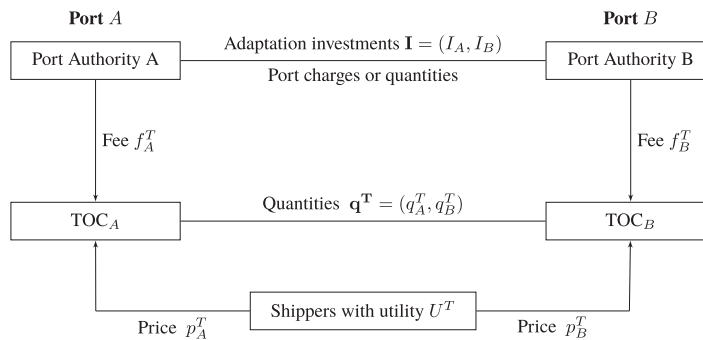 Port A Port B
Adaptation investments I = (I_A, I_B)
Port Authority A Port Authority B
Port charges or quantities
Fee f_A^T Fee f_B^T
Quantities q^T = (q_A^T, q_B^T)
TOC_A TOC_B
Shippers with utility U^T
Price p_A^T Price p_B^T